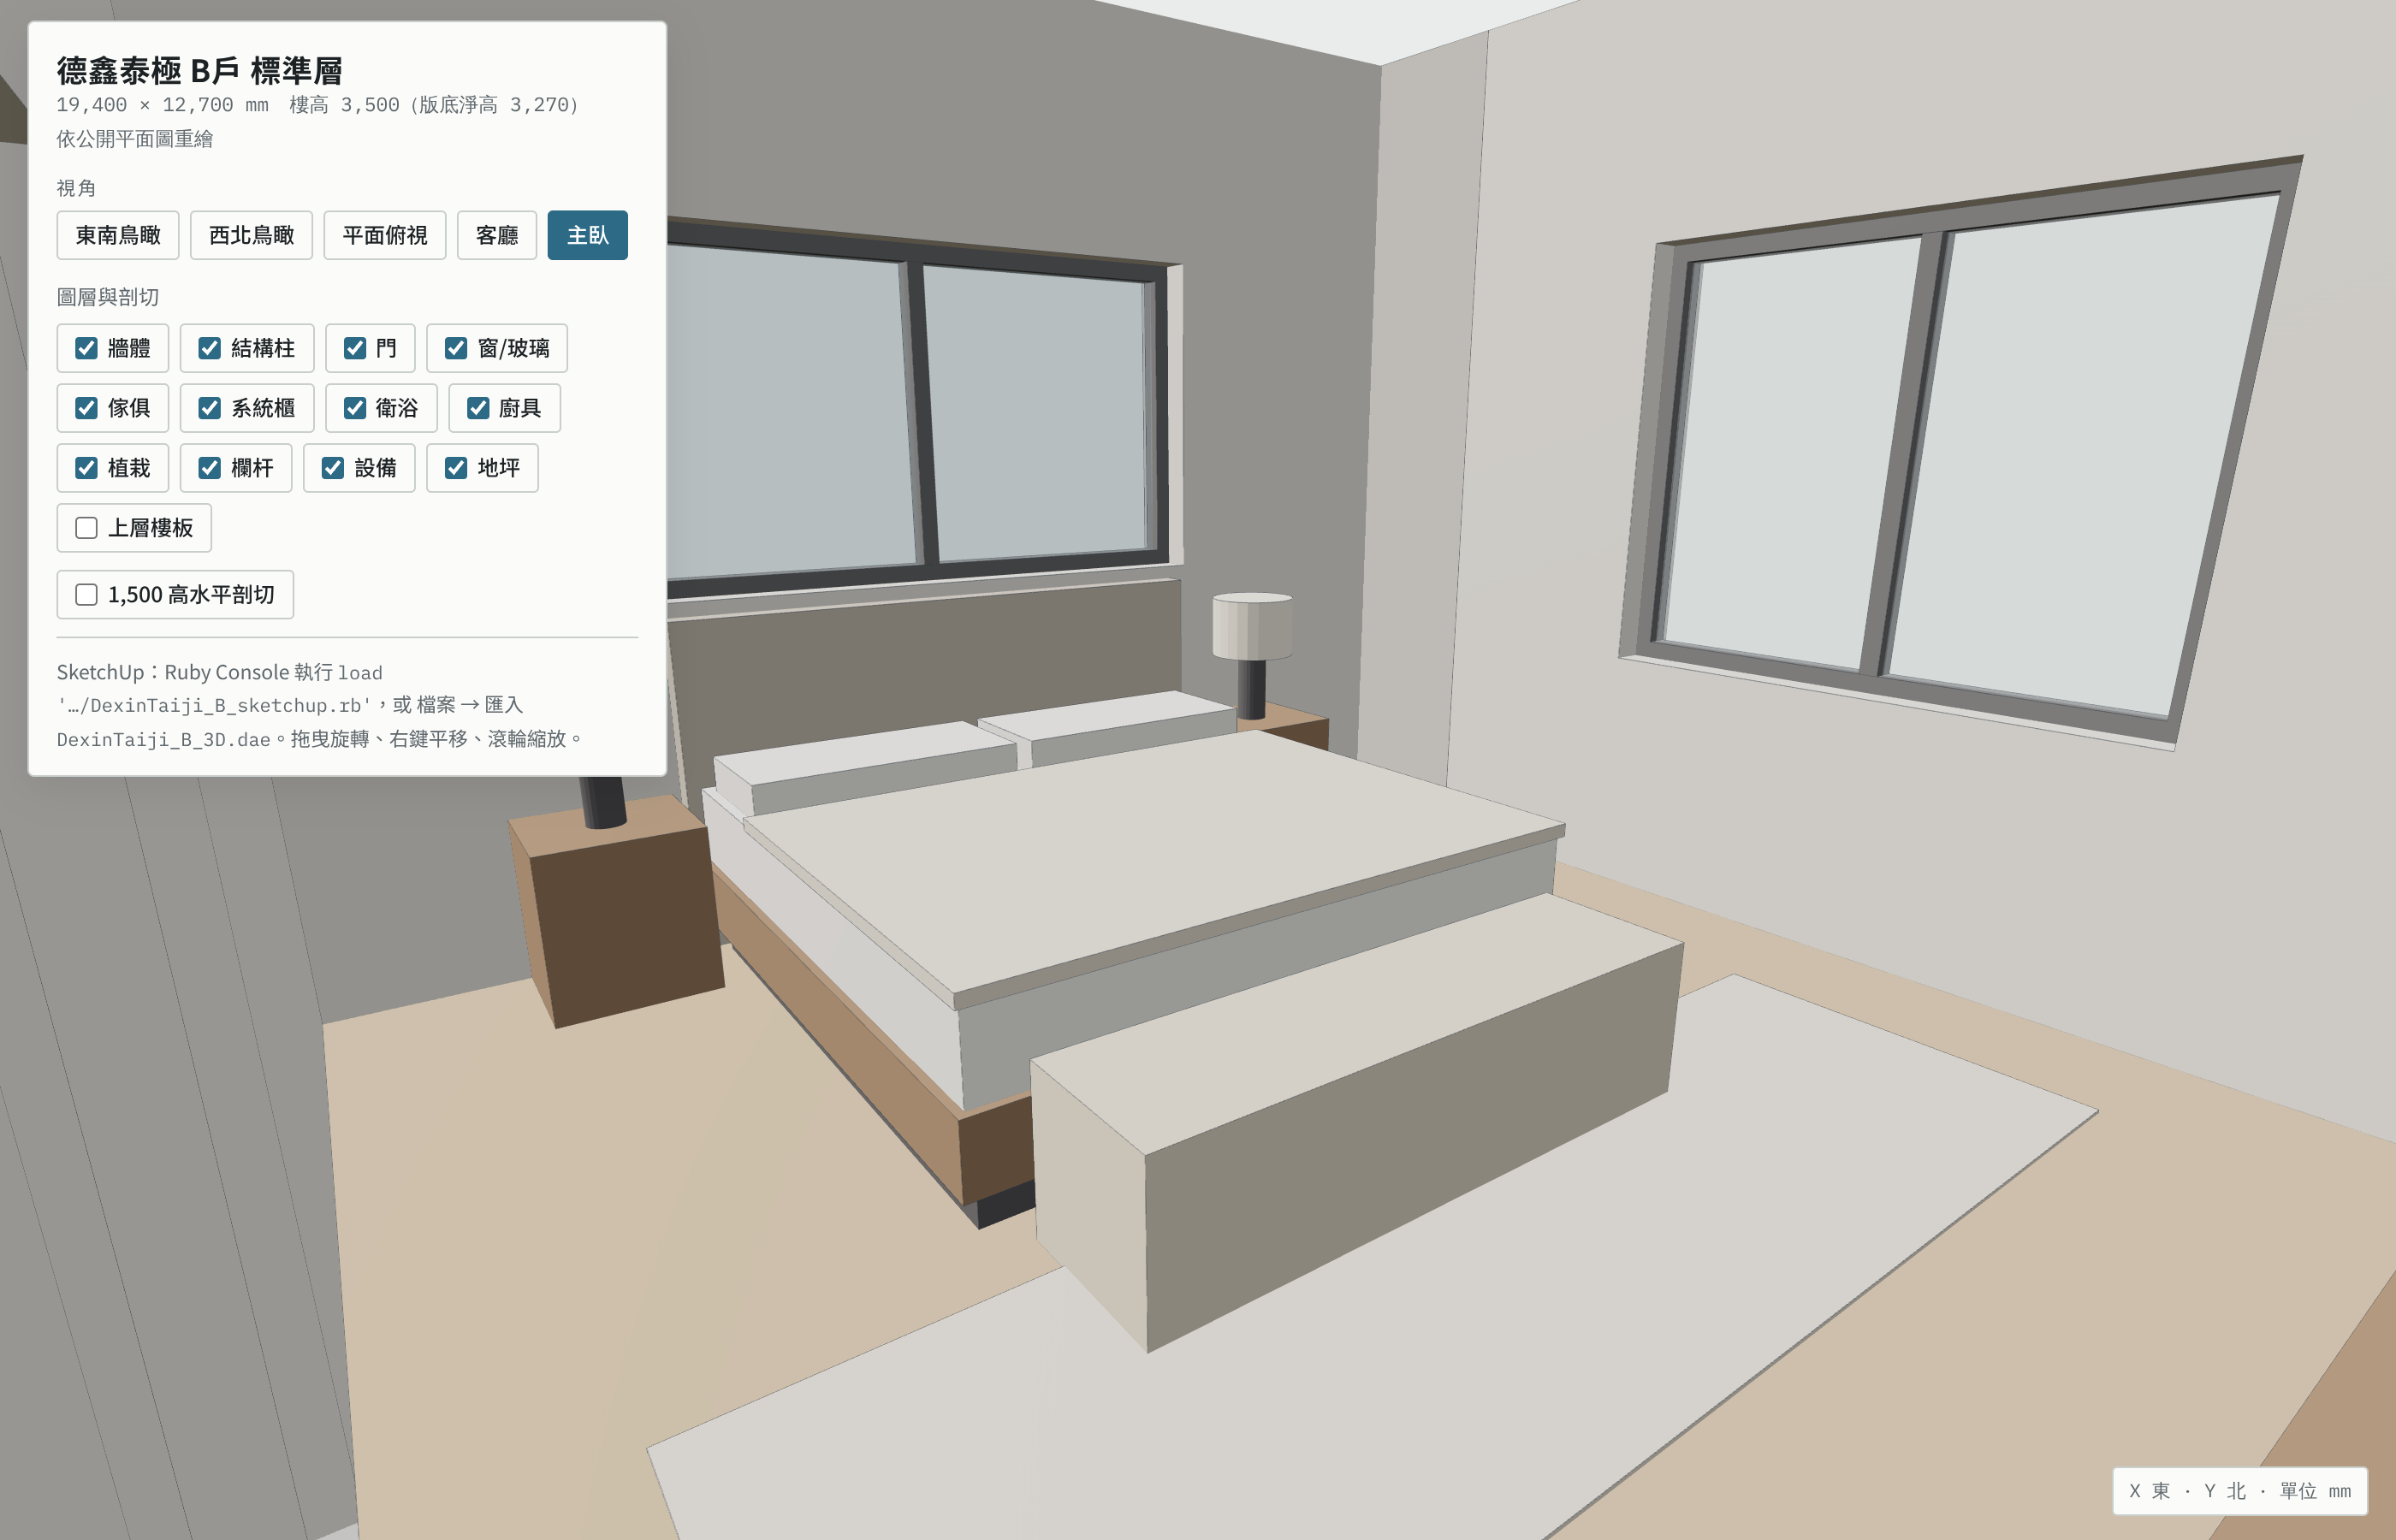 德鑫泰極 B戶 標準層
19,400 × 12,700 mm 樓高 3,500（版底淨高 3,270）
依公開平面圖重繪
視角
東南鳥瞰 西北鳥瞰 平面俯視 客廳 主臥
圖層與剖切
牆體 結構柱 門 窗/玻璃
傢俱 系統櫃 衛浴 廚具
植栽 欄杆 設備 地坪
上層樓板
1,500 高水平剖切
SketchUp：Ruby Console 執行 load
'…/DexinTaiji_B_sketchup.rb'，或 檔案 → 匯入
DexinTaiji_B_3D.dae。拖曳旋轉、右鍵平移、滾輪縮放。
X 東 · Y 北 · 單位 mm